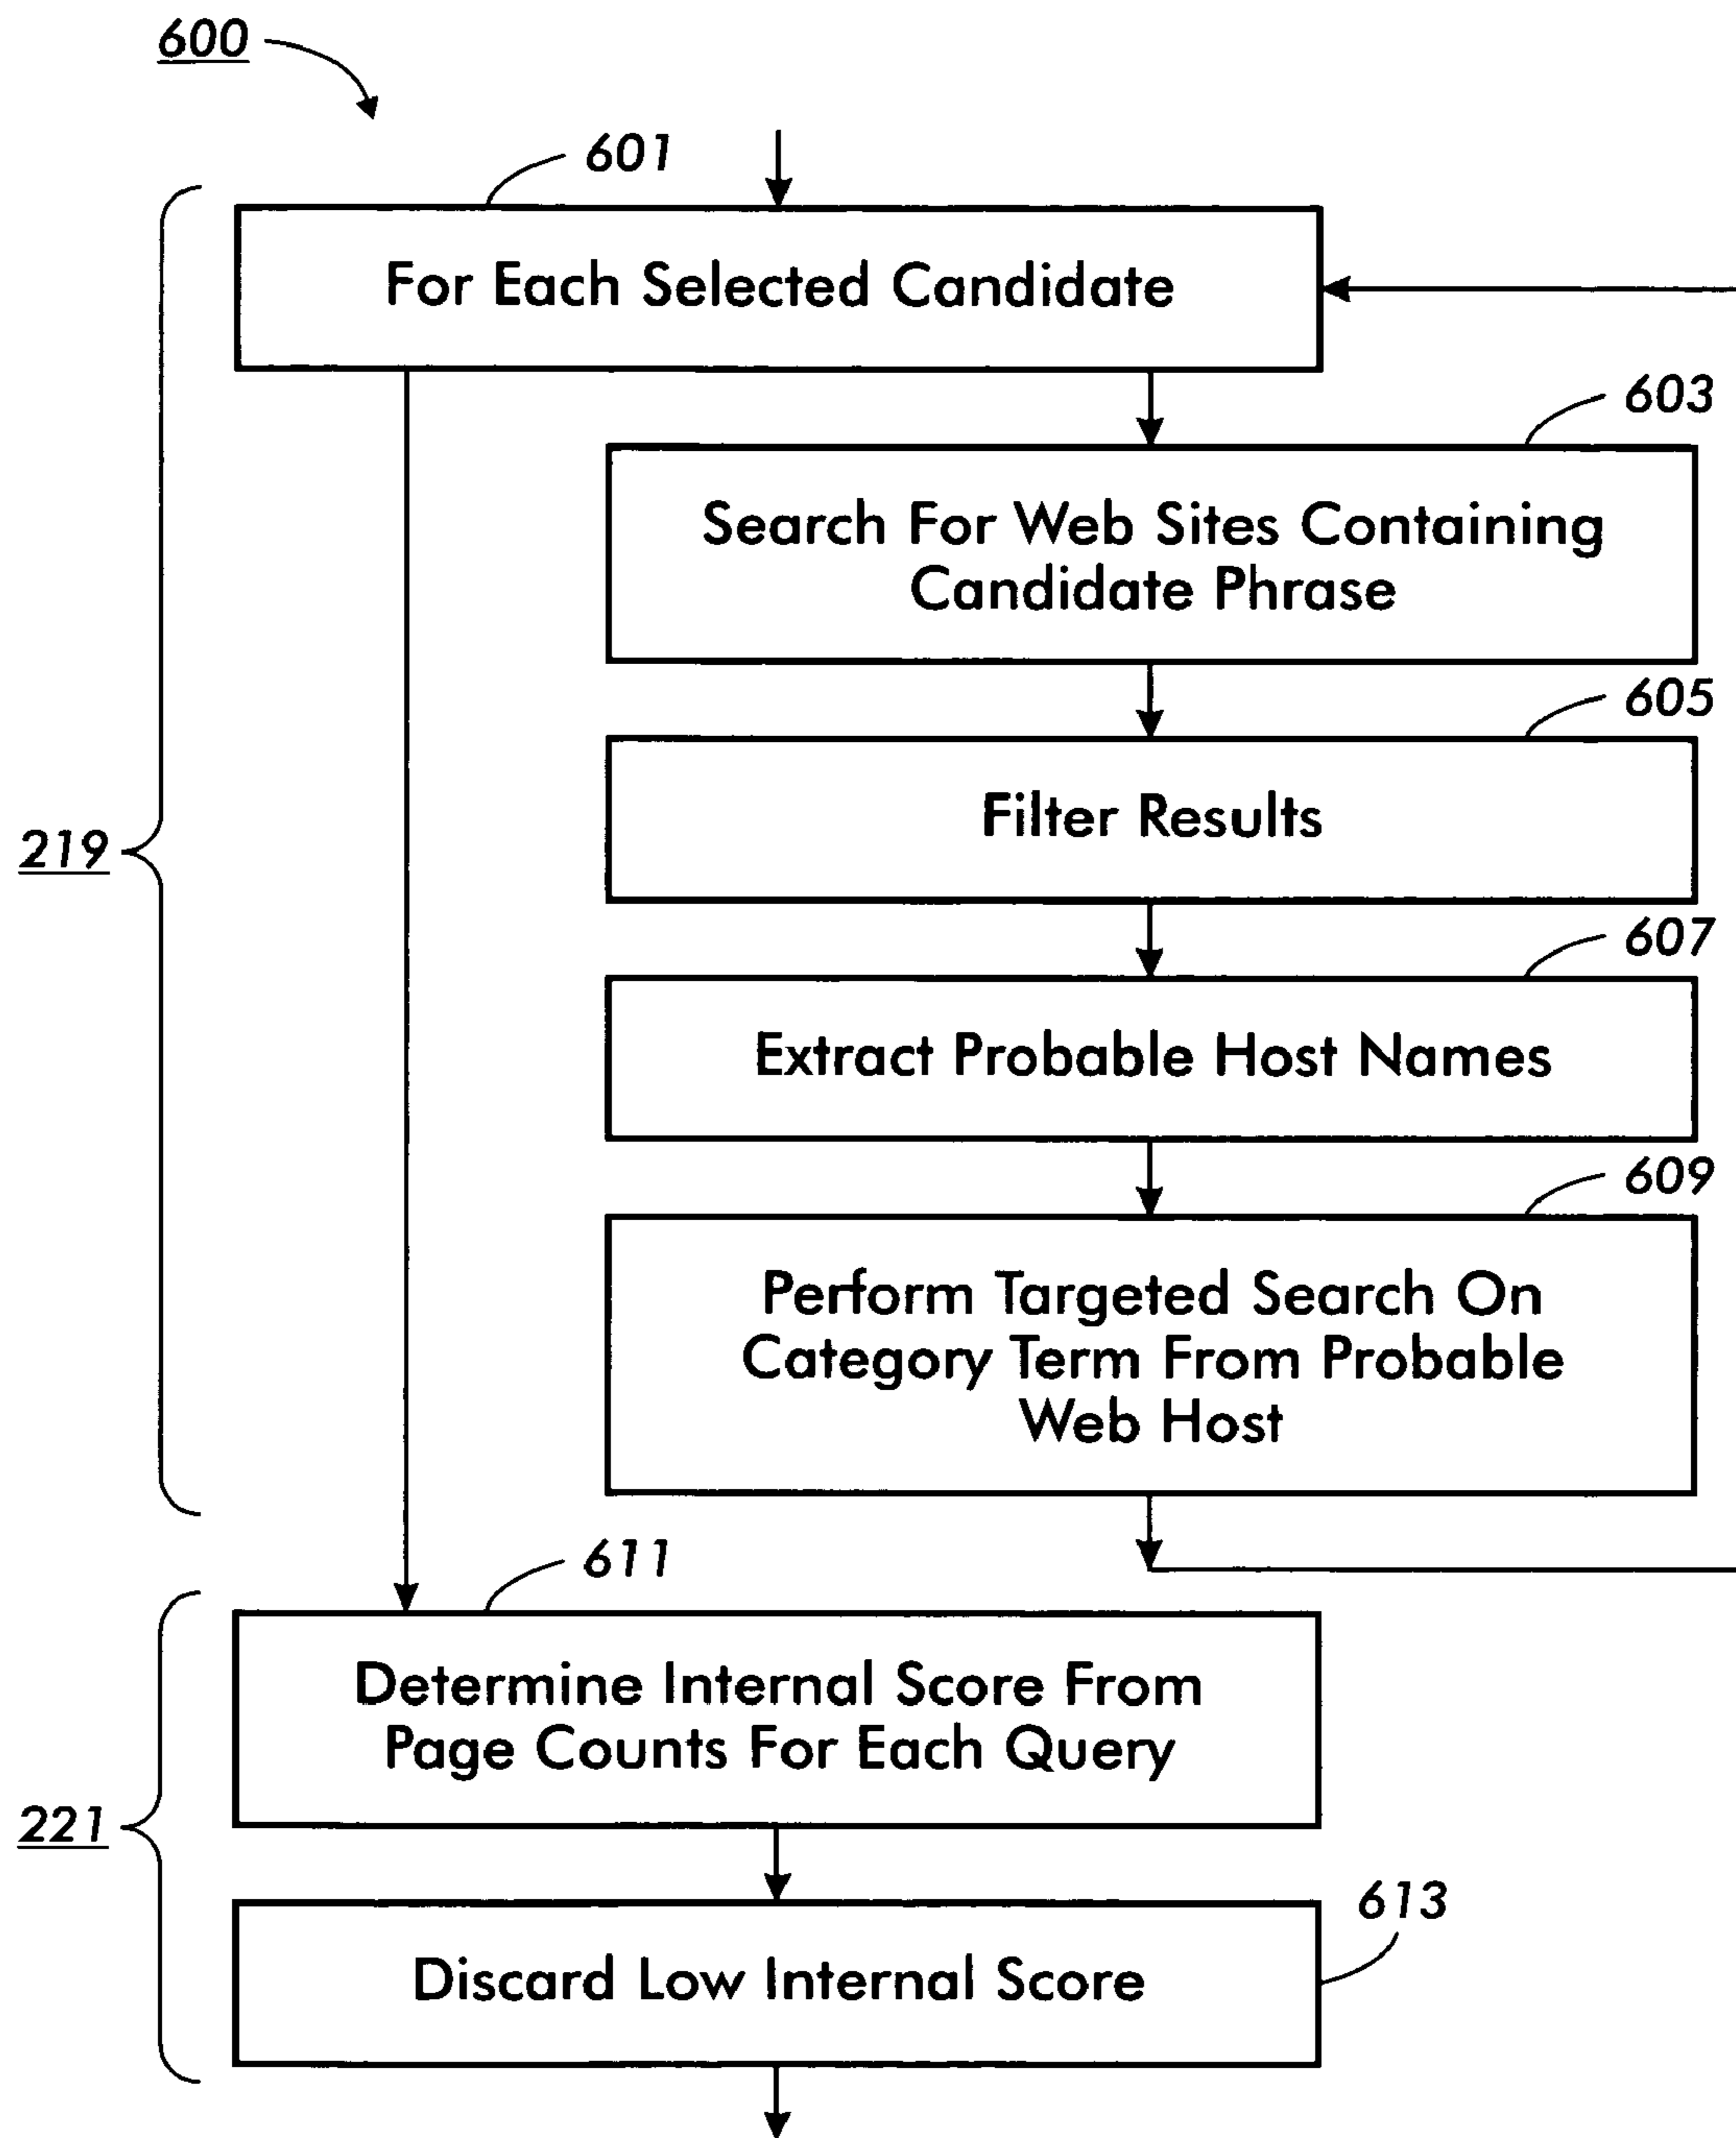 600
601
For Each Selected Candidate
603
Search For Web Sites Containing
Candidate Phrase
605
Filter Results
219
607
Extract Probable Host Names
609
Perform Targeted Search On
Category Term From Probable
Web Host
611
Determine Internal Score From
Page Counts For Each Query
221
613
Discard Low Internal Score